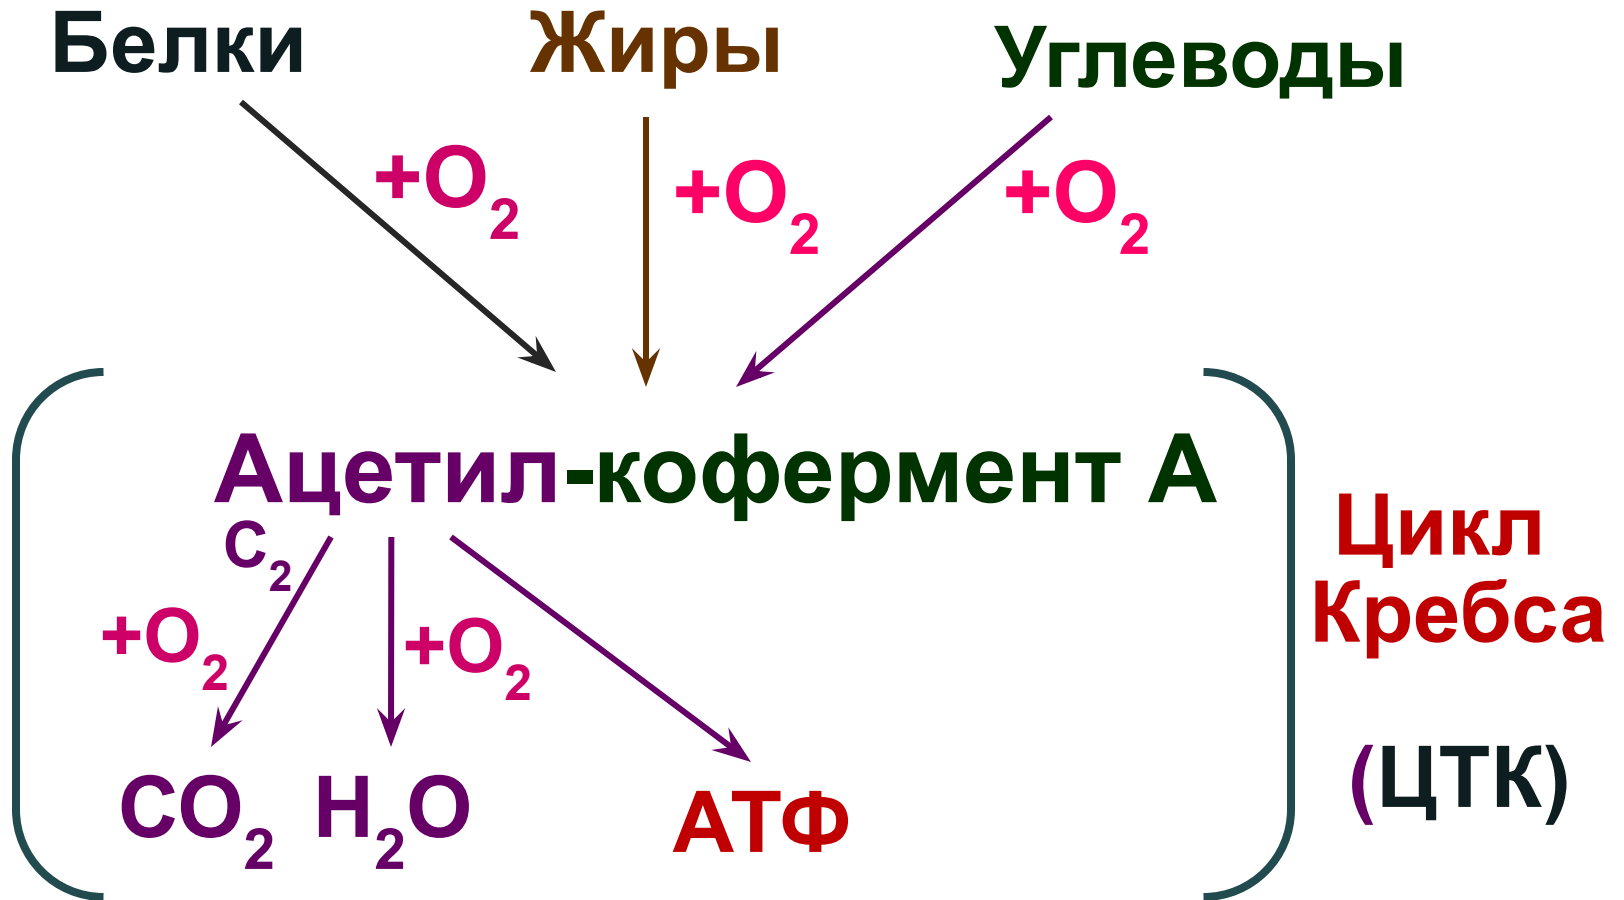 Белки Жиры Углеводы
+O₂ +O₂ +O₂
Ацетил-кофермент А
C₂
+O₂ +O₂
CO₂ H₂O АТФ
Цикл
Кребса
(ЦТК)